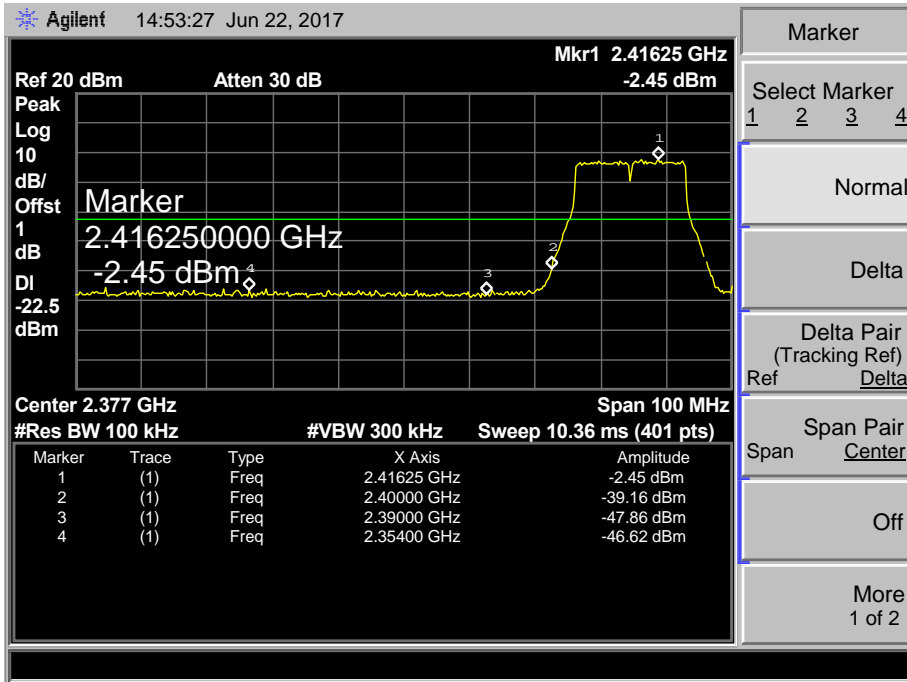 Agilent 14:53:27 Jun 22, 2017
Mkr1 2.41625 GHz
Ref 20 dBm Atten 30 dB -2.45 dBm
Peak
Log
10
dB/
Offst
1
dB
DI
-22.5
dBm
1
2
3
4
Marker
2.416250000 GHz
-2.45 dBm
Center 2.377 GHz Span 100 MHz
#Res BW 100 kHz #VBW 300 kHz Sweep 10.36 ms (401 pts)
Marker Trace Type X Axis Amplitude
1 (1) Freq 2.41625 GHz -2.45 dBm
2 (1) Freq 2.40000 GHz -39.16 dBm
3 (1) Freq 2.39000 GHz -47.86 dBm
4 (1) Freq 2.35400 GHz -46.62 dBm
Marker
Select Marker
1 2 3 4
Normal
Delta
Delta Pair
(Tracking Ref)
Ref Delta
Span Pair
Span Center
Off
More
1 of 2